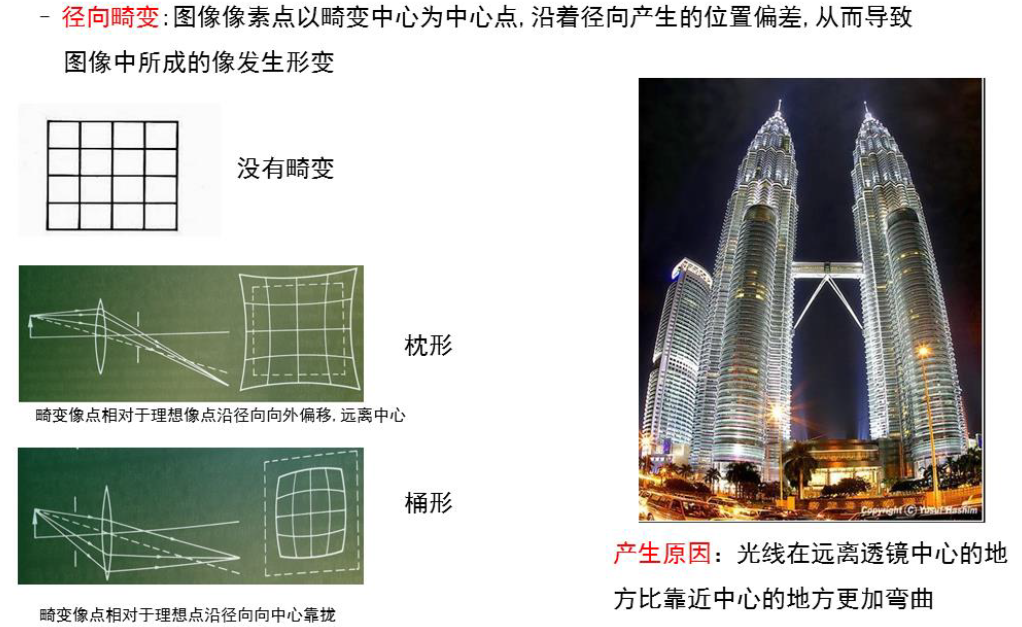 - 径向畸变:图像像素点以畸变中心为中心点,沿着径向产生的位置偏差,从而导致
图像中所成的像发生形变
没有畸变
枕形
畸变像点相对于理想像点沿径向向外偏移,远离中心
桶形
畸变像点相对于理想点沿径向向中心靠拢
Copyright (C) Yusuf Hashim
产生原因：光线在远离透镜中心的地
方比靠近中心的地方更加弯曲